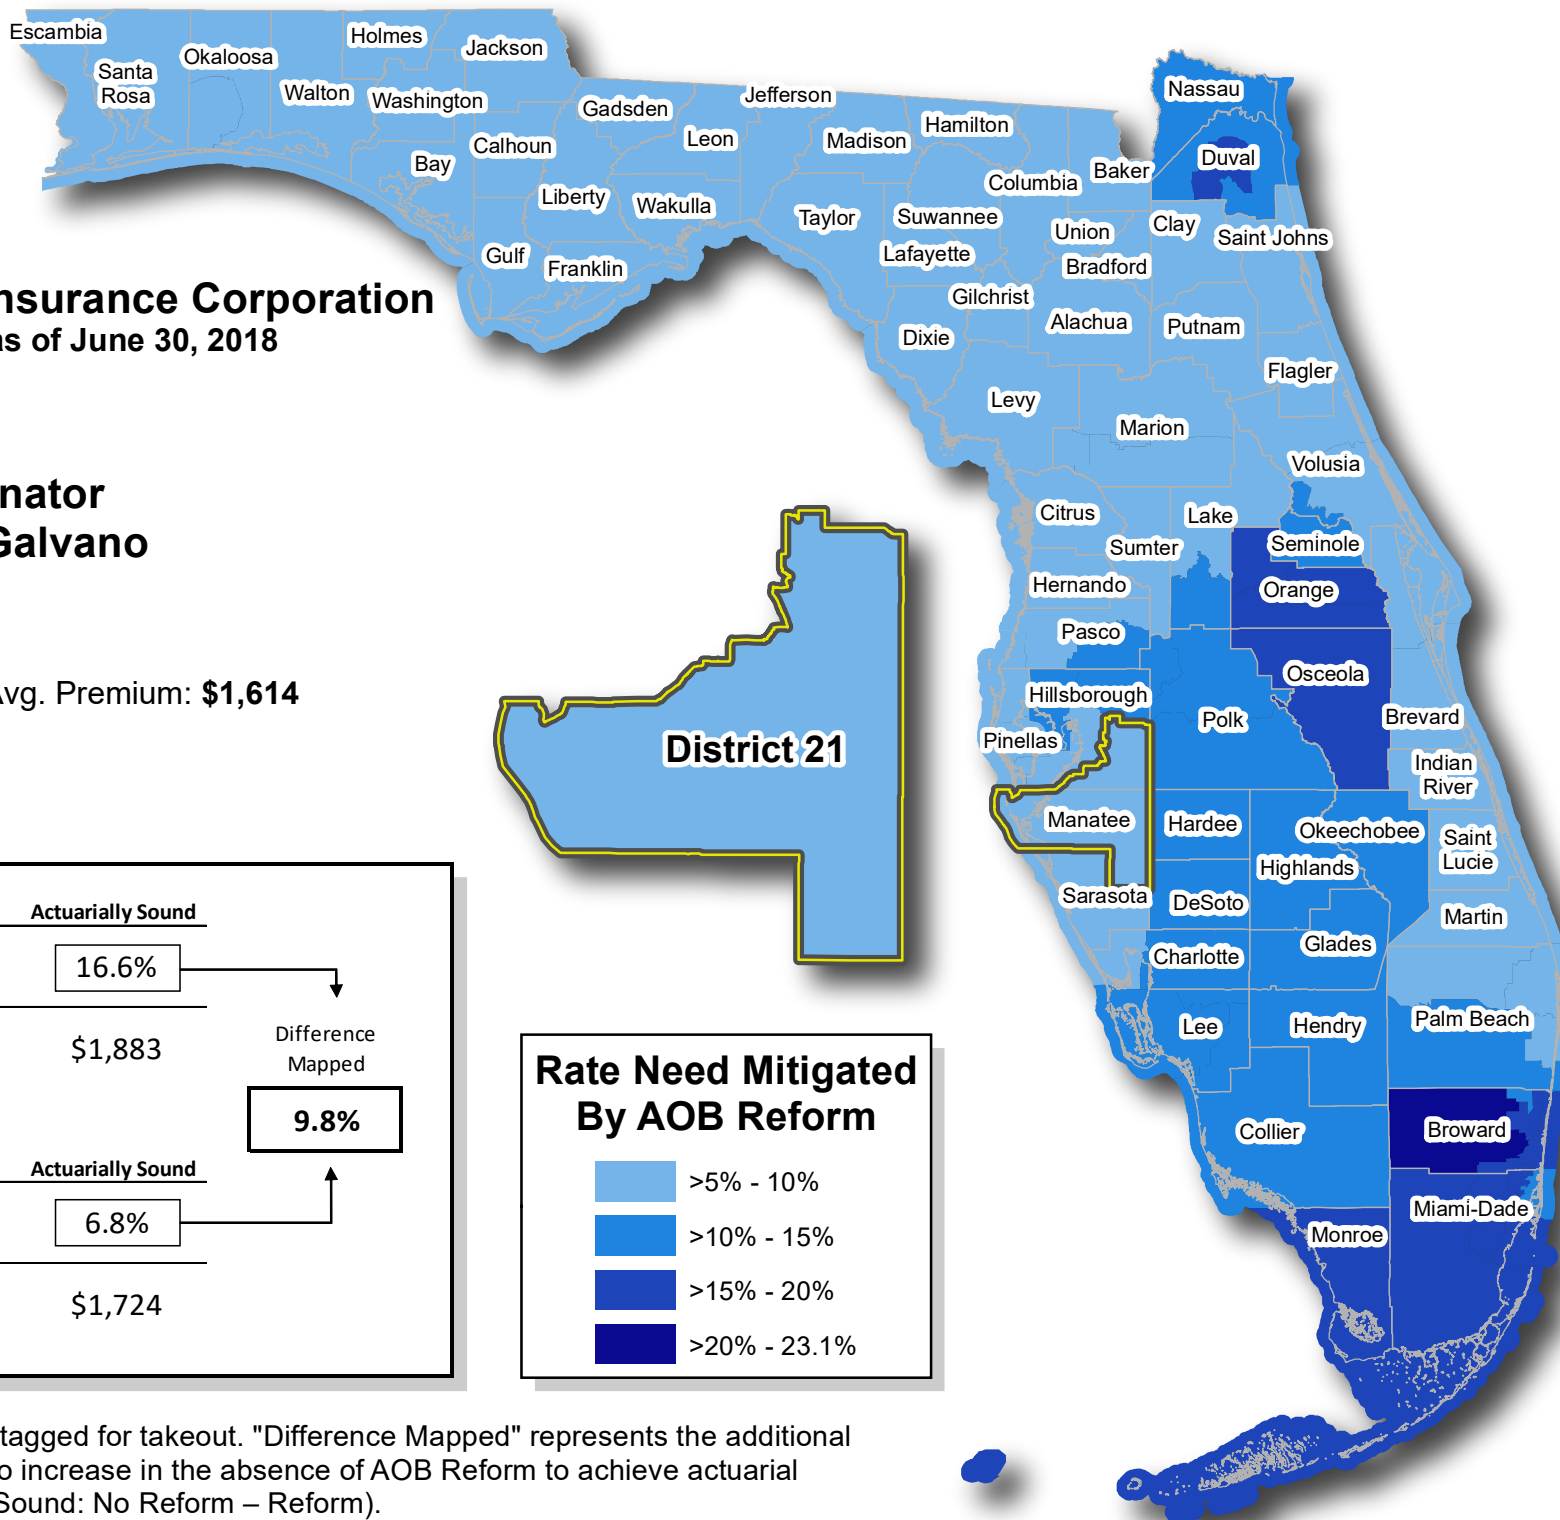 Escambia
Santa
Rosa
Okaloosa
Walton
Holmes
Washington
Jackson
Bay
Calhoun
Gulf
Gadsden
Liberty
Franklin
Leon
Wakulla
Jefferson
Madison
Taylor
Hamilton
Suwannee
Lafayette
Columbia
Baker
Nassau
Duval
Union
Bradford
Clay
Saint Johns
Gilchrist
Dixie
Alachua
Putnam
Flagler
Levy
Marion
Volusia
Citrus
Lake
Sumter
Seminole
Hernando
Orange
Pasco
Osceola
Hillsborough
Polk
Brevard
Pinellas
Indian
River
Manatee
Hardee
Okeechobee
Saint
Lucie
Highlands
Sarasota
DeSoto
Martin
Glades
Charlotte
Lee
Hendry
Palm Beach
Collier
Broward
Miami-Dade
Monroe
nsurance Corporation
as of June 30, 2018
nator
Galvano
Avg. Premium: $1,614
District 21
Actuarially Sound
16.6%
$1,883
Difference
Mapped
9.8%
Actuarially Sound
6.8%
$1,724
Rate Need Mitigated
By AOB Reform
>5% - 10%
>10% - 15%
>15% - 20%
>20% - 23.1%
tagged for takeout. "Difference Mapped" represents the additional
o increase in the absence of AOB Reform to achieve actuarial
Sound: No Reform – Reform).